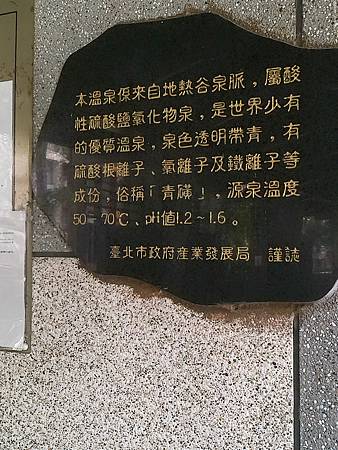 本溫泉係來自地熱谷泉脈，屬酸
性硫酸鹽氯化物泉，是世界少有
的優質溫泉，泉色透明帶青，有
硫酸根離子、氯離子及鐵離子等
成份，俗稱「青磺」，源泉溫度
50－70℃、pH值1.2~1.6。
臺北市政府產業發展局 謹誌